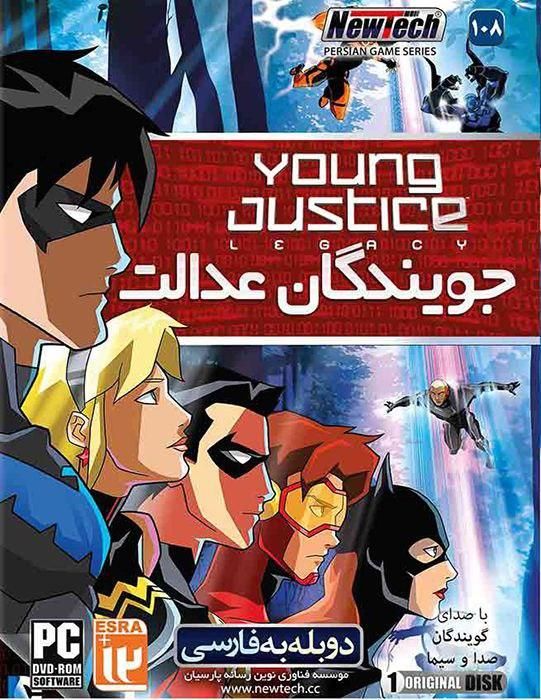 NewTech
MULTI
PERSIAN GAME SERIES
۱۰۸
YOUNG
JUSTICE
LEGACY
جویندگان عدالت
با صدای
گویندگان
صدا و سیما
PC
DVD-ROM
SOFTWARE
ESRA
+۱۲
دوبله به فارسی
موسسه فناوری نوین رسانه پارسیان
www.newtech.cc
1 ORIGINAL DISK